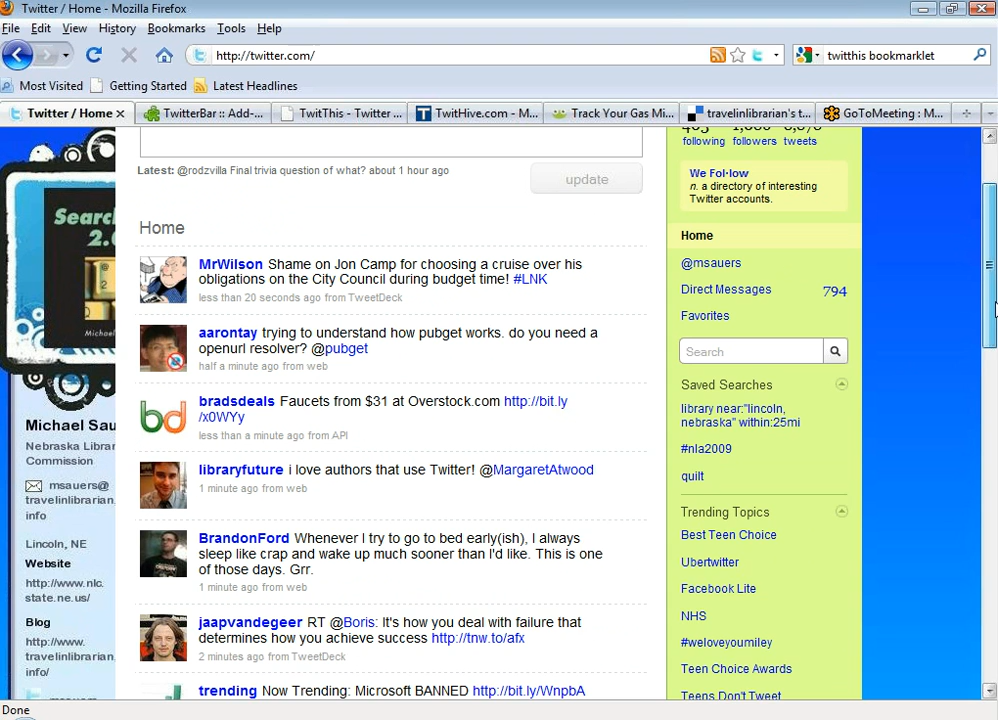 Twitter / Home - Mozilla Firefox
File Edit View History Bookmarks Tools Help
http://twitter.com/
twitthis bookmarklet
Most Visited Getting Started Latest Headlines
Twitter / Home
TwitterBar :: Add-...
TwitThis - Twitter ...
TwitHive.com - M...
Track Your Gas Mi...
travelinlibrarian's t...
GoToMeeting : M...
Latest: @rodzvilla Final trivia question of what? about 1 hour ago
update
Home
MrWilson Shame on Jon Camp for choosing a cruise over his
obligations on the City Council during budget time! #LNK
less than 20 seconds ago from TweetDeck
aarontay trying to understand how pubget works. do you need a
openurl resolver? @pubget
half a minute ago from web
bd
bradsdeals Faucets from $31 at Overstock.com http://bit.ly
/x0WYy
less than a minute ago from API
libraryfuture i love authors that use Twitter! @MargaretAtwood
1 minute ago from web
BrandonFord Whenever I try to go to bed early(ish), I always
sleep like crap and wake up much sooner than I'd like. This is one
of those days. Grr.
1 minute ago from web
jaapvandegeer RT @Boris: It's how you deal with failure that
determines how you achieve success http://tnw.to/afx
2 minutes ago from TweetDeck
trending Now Trending: Microsoft BANNED http://bit.ly/WnpbA
following followers tweets
We Fol·low
n. a directory of interesting
Twitter accounts.
Home
@msauers
Direct Messages 794
Favorites
Search
Saved Searches
library near:"lincoln,
nebraska" within:25mi
#nla2009
quilt
Trending Topics
Best Teen Choice
Ubertwitter
Facebook Lite
NHS
#weloveyoumiley
Teen Choice Awards
Teens Don't Tweet
Searc
2.
Michael
Michael Sau
Nebraska Librar
Commission
msauers@
travelinlibrarian.
info
Lincoln, NE
Website
http://www.nlc.
state.ne.us/
Blog
http://www.
travelinlibrarian.
info/
Done